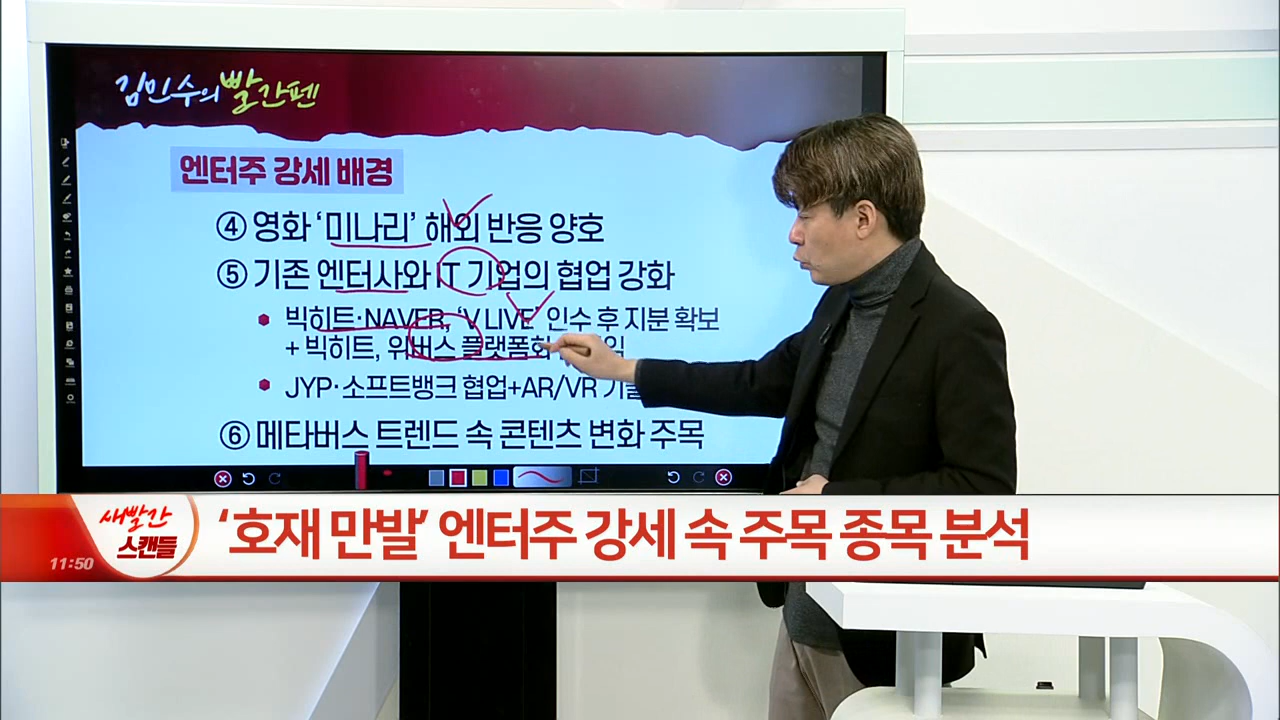 김민수의 빨간펜
엔터주 강세 배경
④ 영화 ‘미나리’ 해외 반응 양호
⑤ 기존 엔터사와 IT 기업의 협업 강화
• 빅히트·NAVER, ‘V LIVE’ 인수 후 지분 확보
+ 빅히트, 위버스 플랫폼화
• JYP·소프트뱅크 협업+AR/VR
⑥ 메타버스 트렌드 속 콘텐츠 변화 주목
새빨간
스캔들
11:50
‘호재 만발’ 엔터주 강세 속 주목 종목 분석